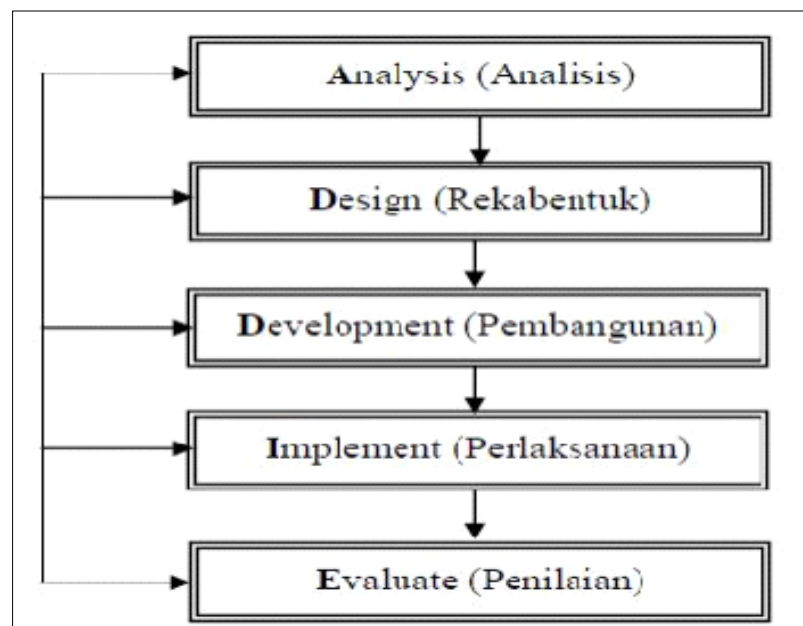 Analysis (Analisis)
Design (Rekabentuk)
Development (Pembangunan)
Implement (Perlaksanaan)
Evaluate (Penilaian)